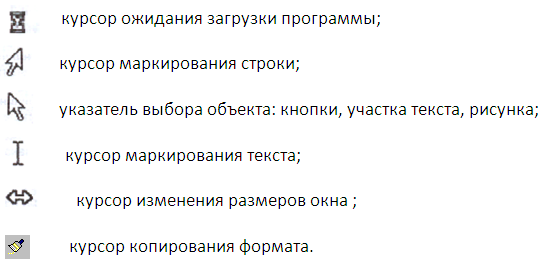 курсор ожидания загрузки программы;
курсор маркирования строки;
указатель выбора объекта: кнопки, участка текста, рисунка;
курсор маркирования текста;
курсор изменения размеров окна ;
курсор копирования формата.